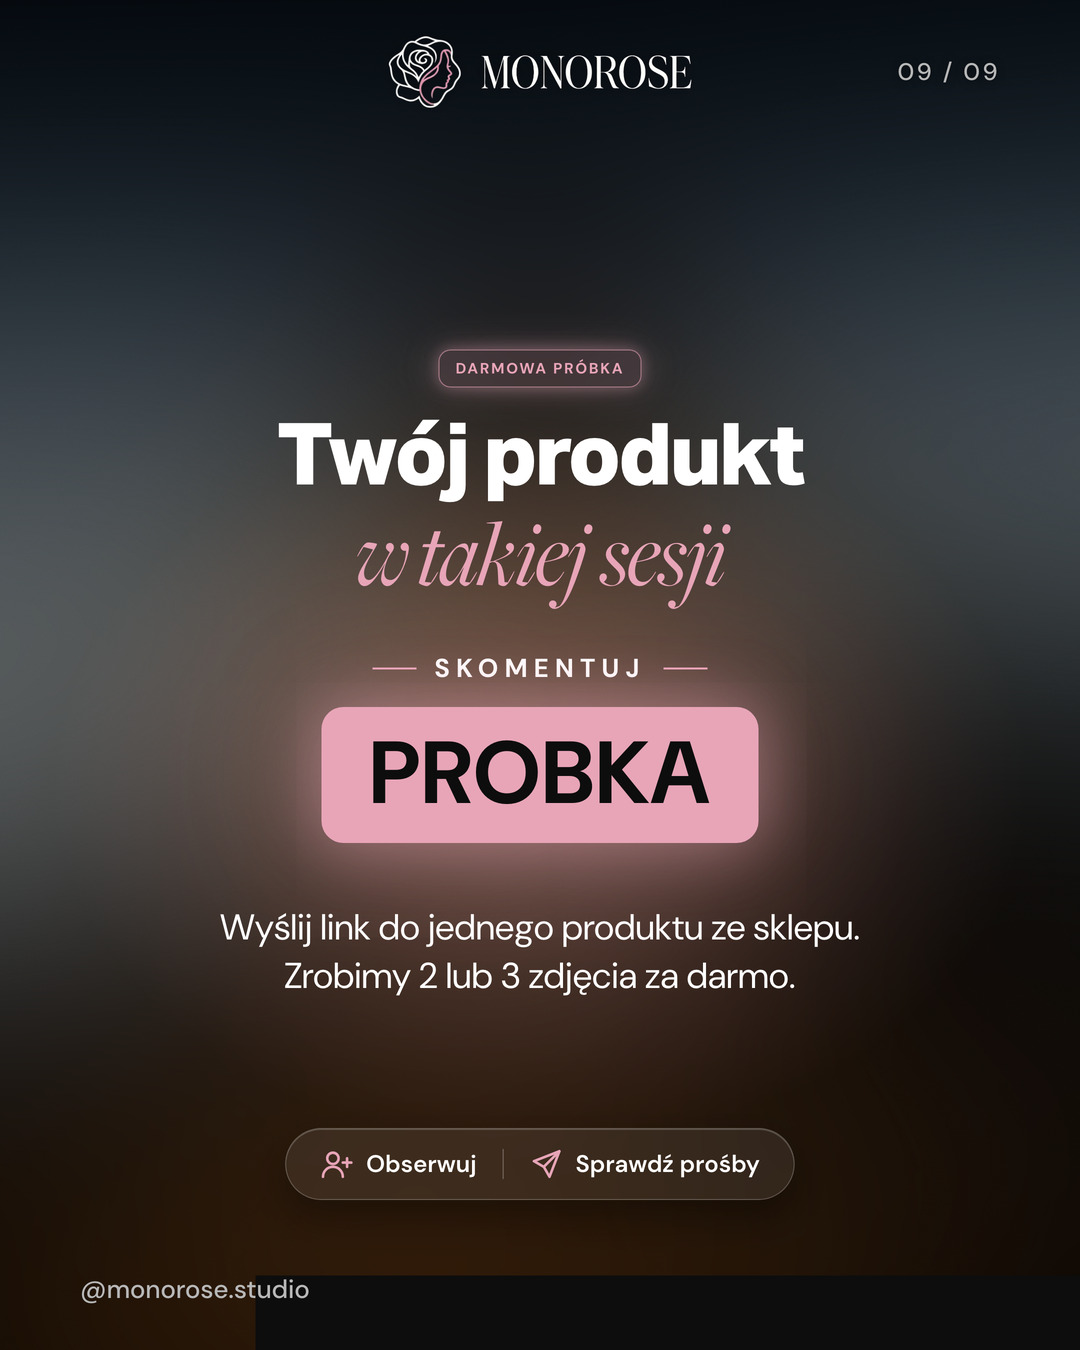 MONOROSE
09 / 09
DARMOWA PRÓBKA
Twój produkt
w takiej sesji
SKOMENTUJ
PROBKA
Wyślij link do jednego produktu ze sklepu.
Zrobimy 2 lub 3 zdjęcia za darmo.
Obserwuj
Sprawdź prośby
@monorose.studio